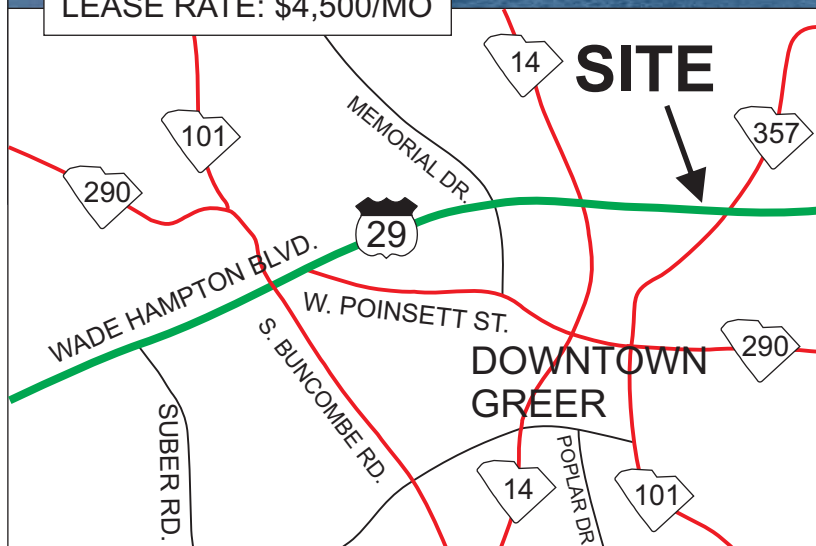 LEASE RATE: $4,500/MO
14
SITE
101
MEMORIAL DR.
357
290
29
WADE HAMPTON BLVD.
W. POINSETT ST.
S. BUNCOMBE RD.
DOWNTOWN
GREER
290
SUBER RD.
POPLAR DR
14
101